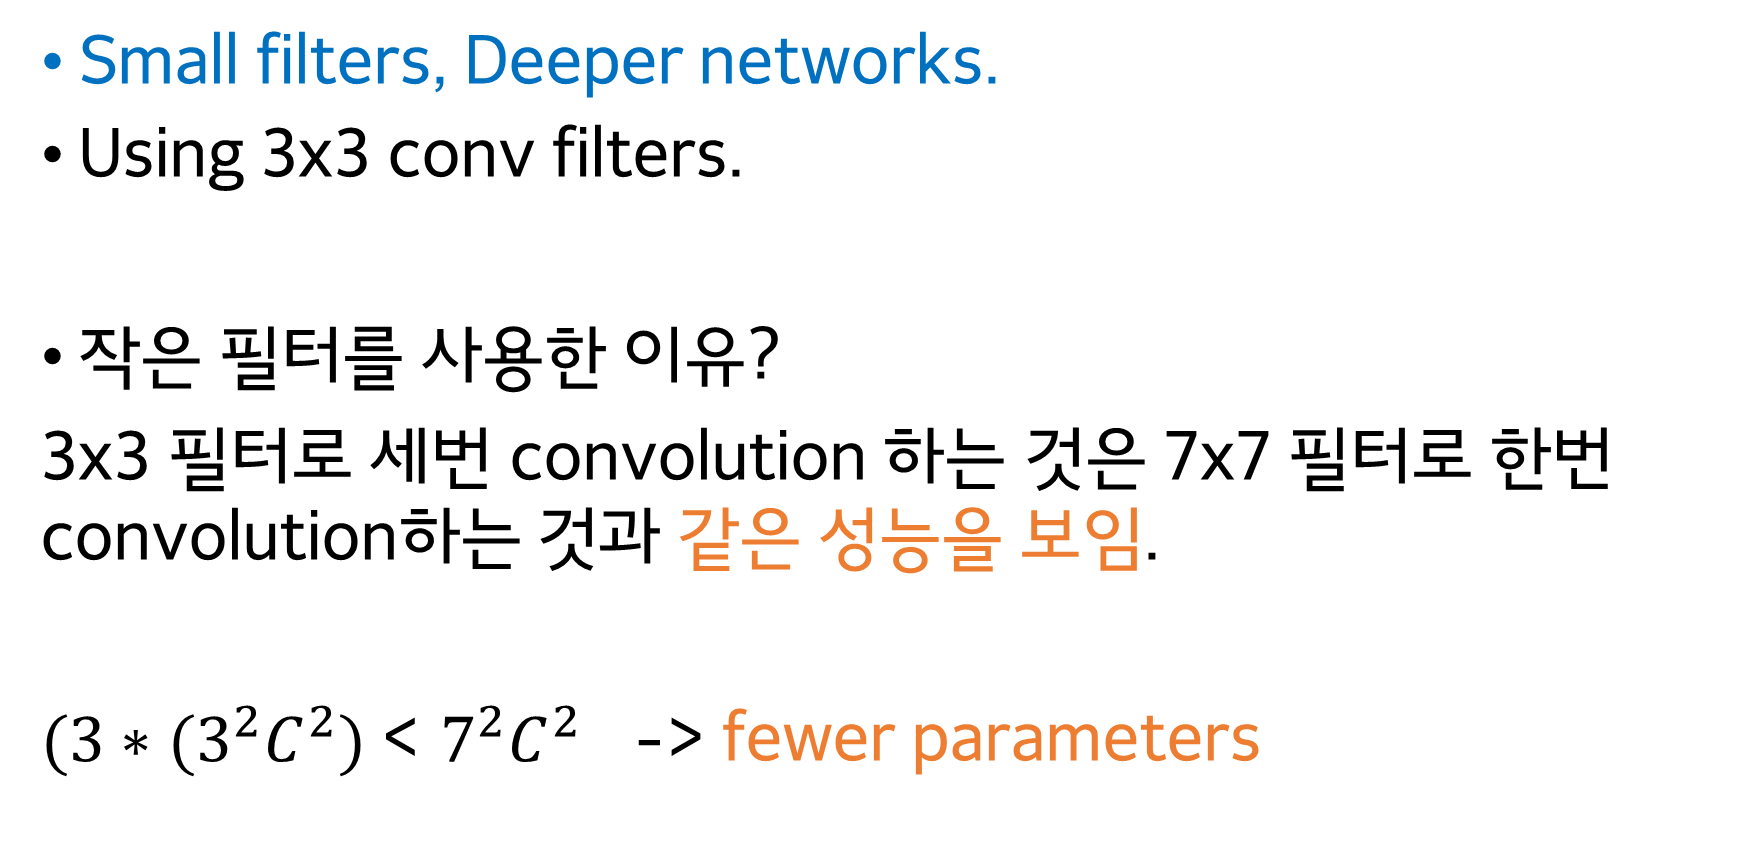 • Small filters, Deeper networks.
• Using 3x3 conv filters.
• 작은 필터를 사용한 이유?
3x3 필터로 세번 convolution 하는 것은 7x7 필터로 한번
convolution하는 것과 같은 성능을 보임.
(3 * (3²C²) < 7²C² -> fewer parameters